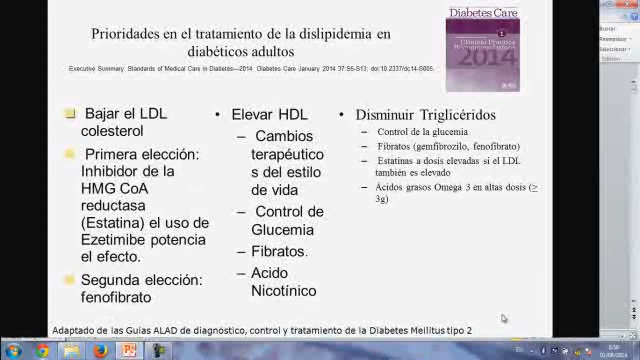 Prioridades en el tratamiento de la dislipidemia en
diabéticos adultos
Executive Summary: Standards of Medical Care in Diabetes—2014. Diabetes Care January 2014 37:S5-S13; doi:10.2337/dc14-S005.
Diabetes Care
2014
Bajar el LDL
colesterol
Primera elección:
Inhibidor de la
HMG CoA
reductasa
(Estatina) el uso de
Ezetimibe potencia
el efecto.
Segunda elección:
fenofibrato
• Elevar HDL
– Cambios
terapéutico
s del estilo
de vida
– Control de
Glucemia
– Fibratos.
– Acido
Nicotínico
• Disminuir Triglicéridos
– Control de la glucemia
– Fibratos (gemfibrozilo, fenofibrato)
– Estatinas a dosis elevadas si el LDL
también es elevado
– Ácidos grasos Omega 3 en altas dosis (≥
3g)
Adaptado de las Guías ALAD de diagnóstico, control y tratamiento de la Diabetes Mellitus tipo 2
Buscar
Reemplazar
Seleccionar